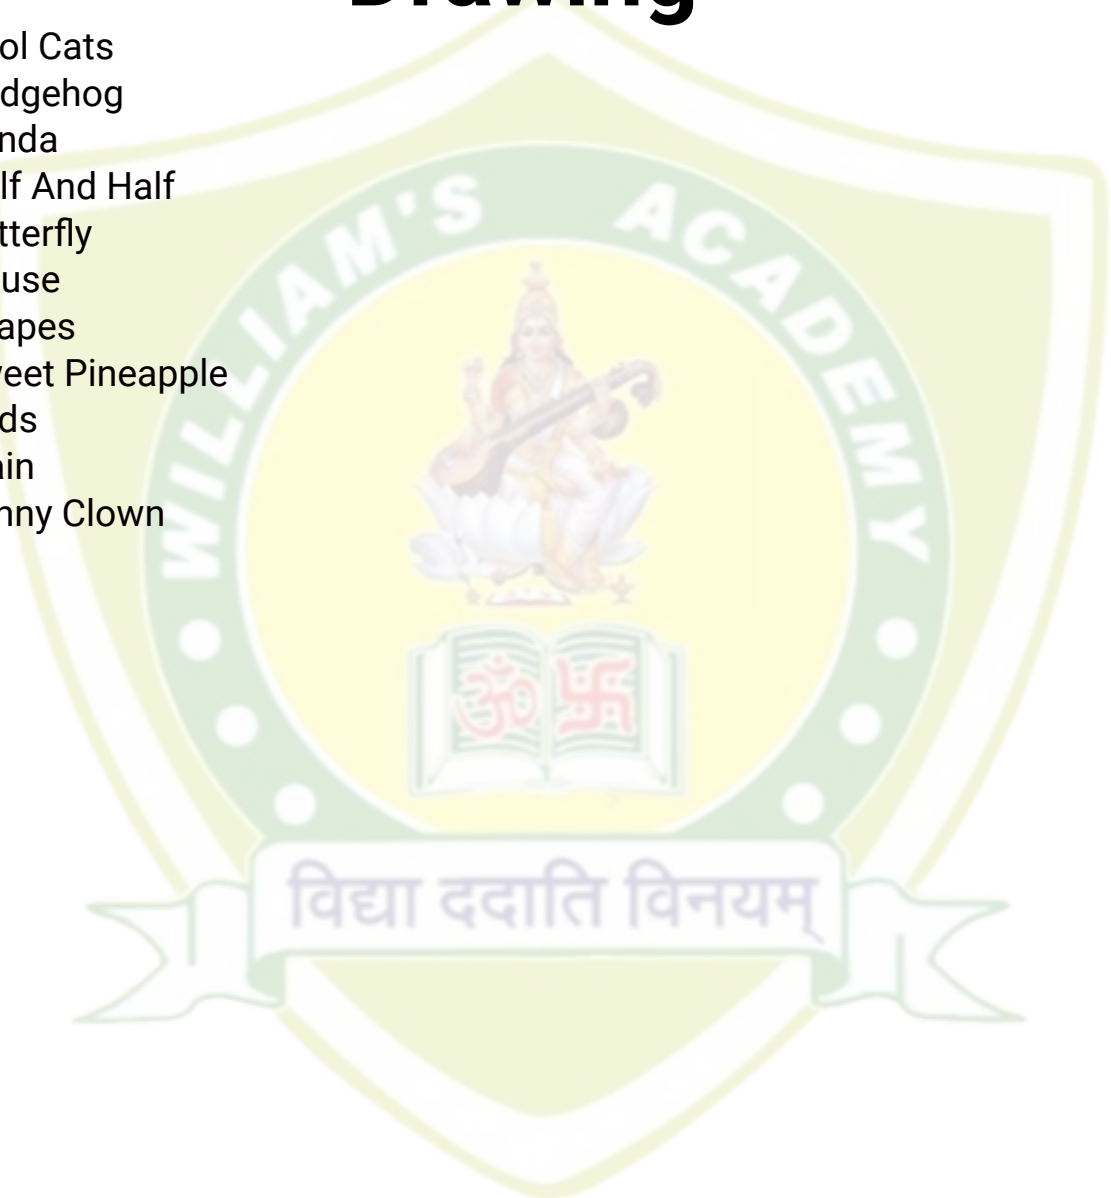 Drawing
ol Cats
dgehog
nda
lf And Half
tterfly
use
apes
eet Pineapple
ds
ain
nny Clown
WILLIAM'S ACADEMY
ॐ
विद्या ददाति विनयम्